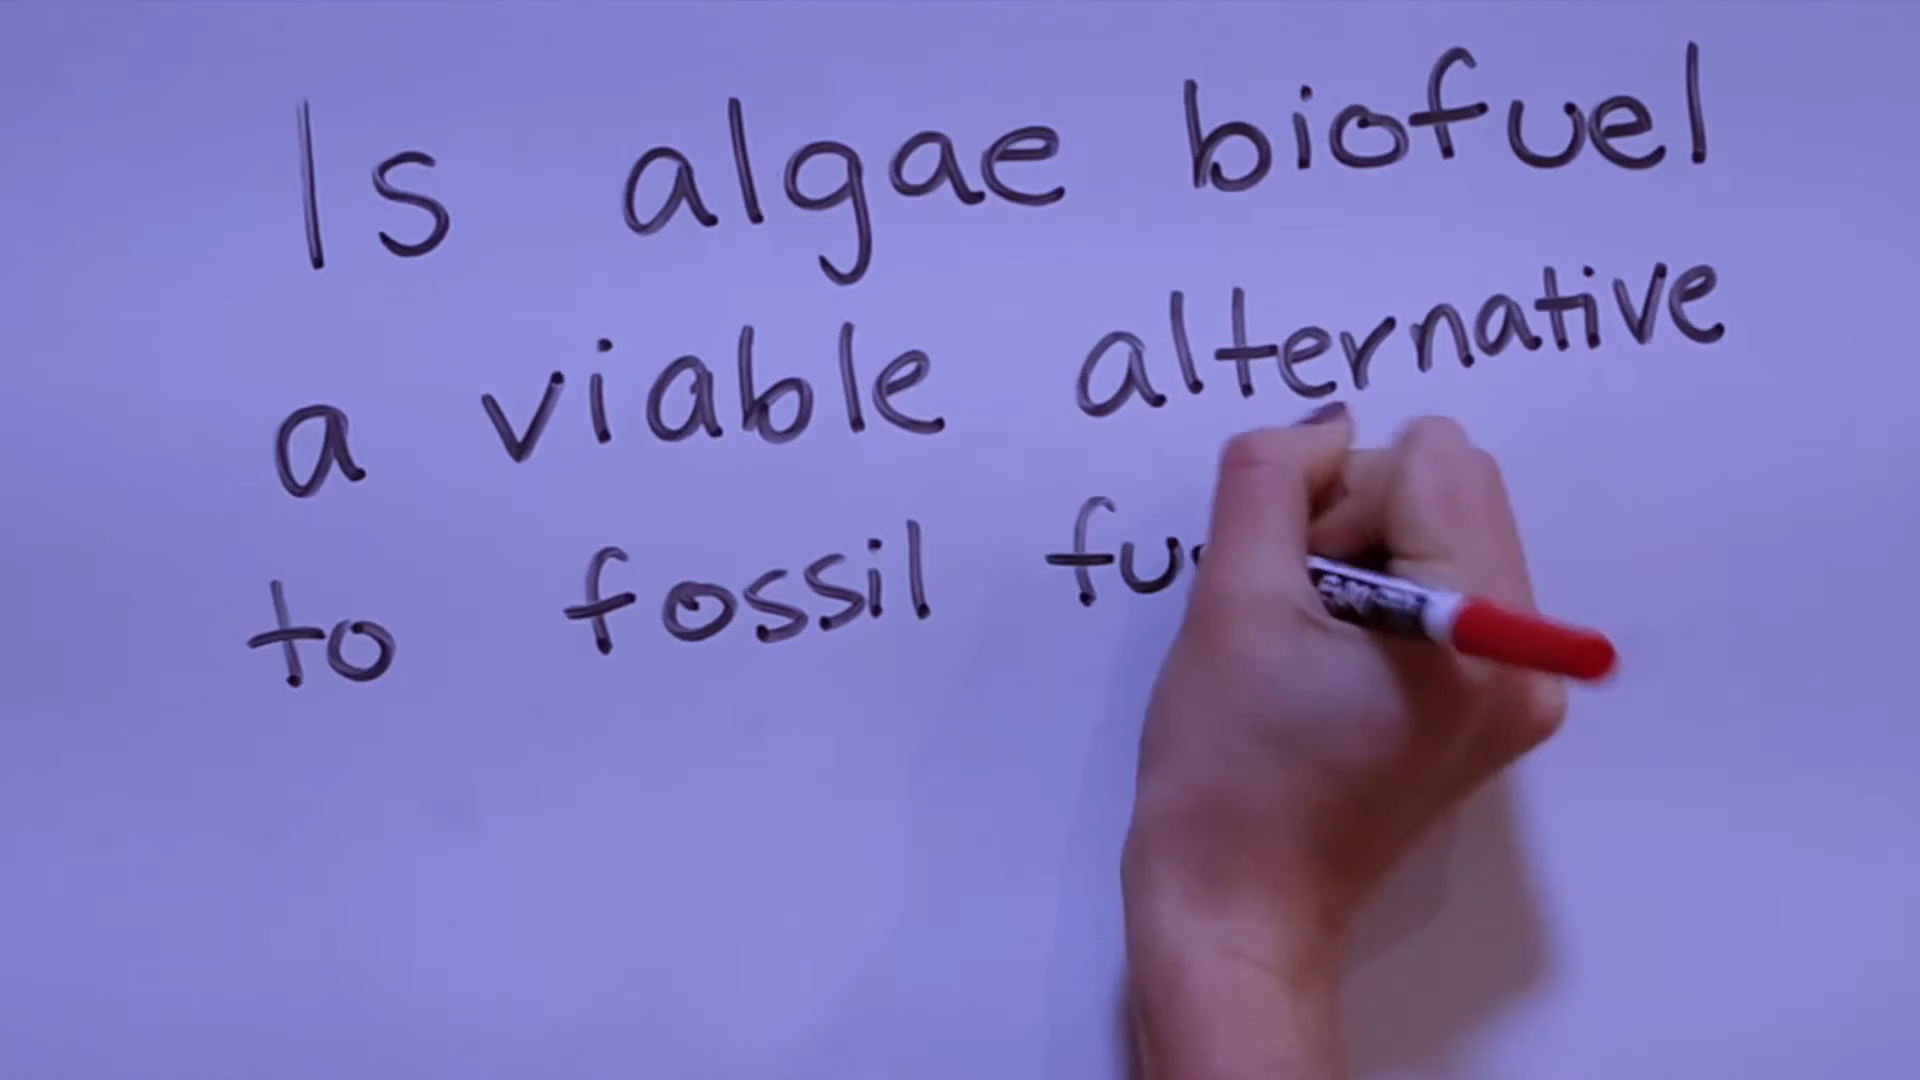 Is algae biofuel
a viable alternative
to fossil fu